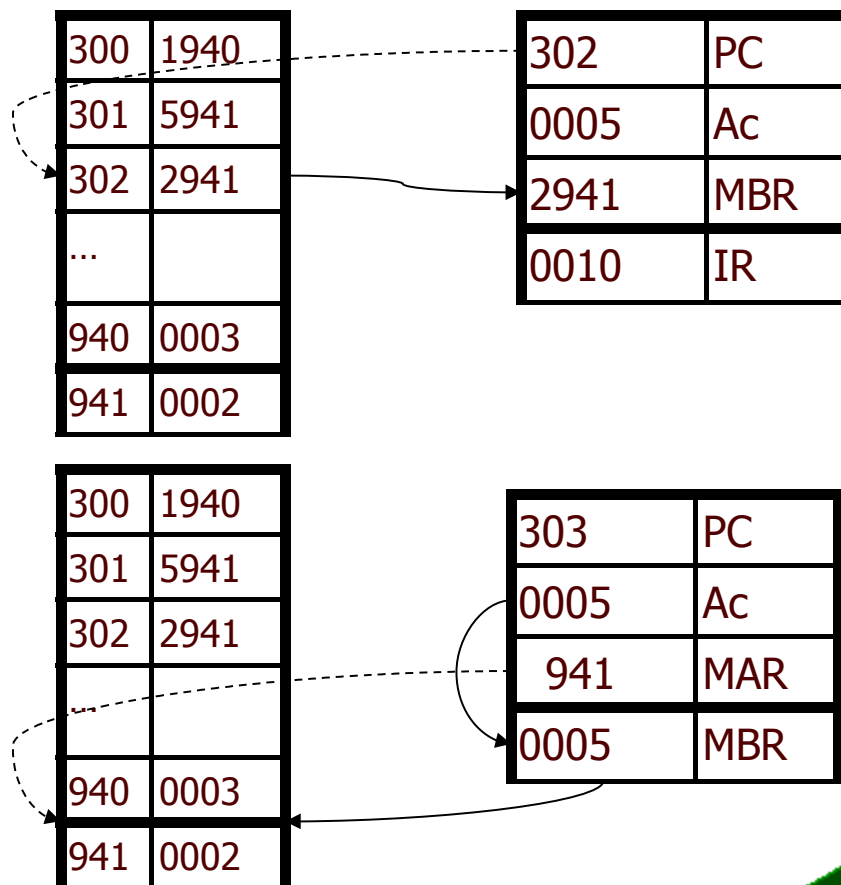 300 1940
301 5941
302 2941
...
940 0003
941 0002
302 PC
0005 Ac
2941 MBR
0010 IR
300 1940
301 5941
302 2941
...
940 0003
941 0002
303 PC
0005 Ac
941 MAR
0005 MBR